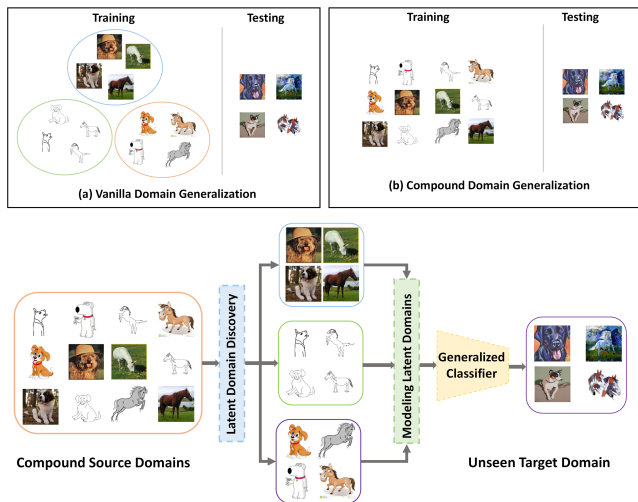 Training
Testing
(a) Vanilla Domain Generalization
Training
Testing
(b) Compound Domain Generalization
Latent Domain Discovery
Modeling Latent Domains
Generalized
Classifier
Compound Source Domains
Unseen Target Domain